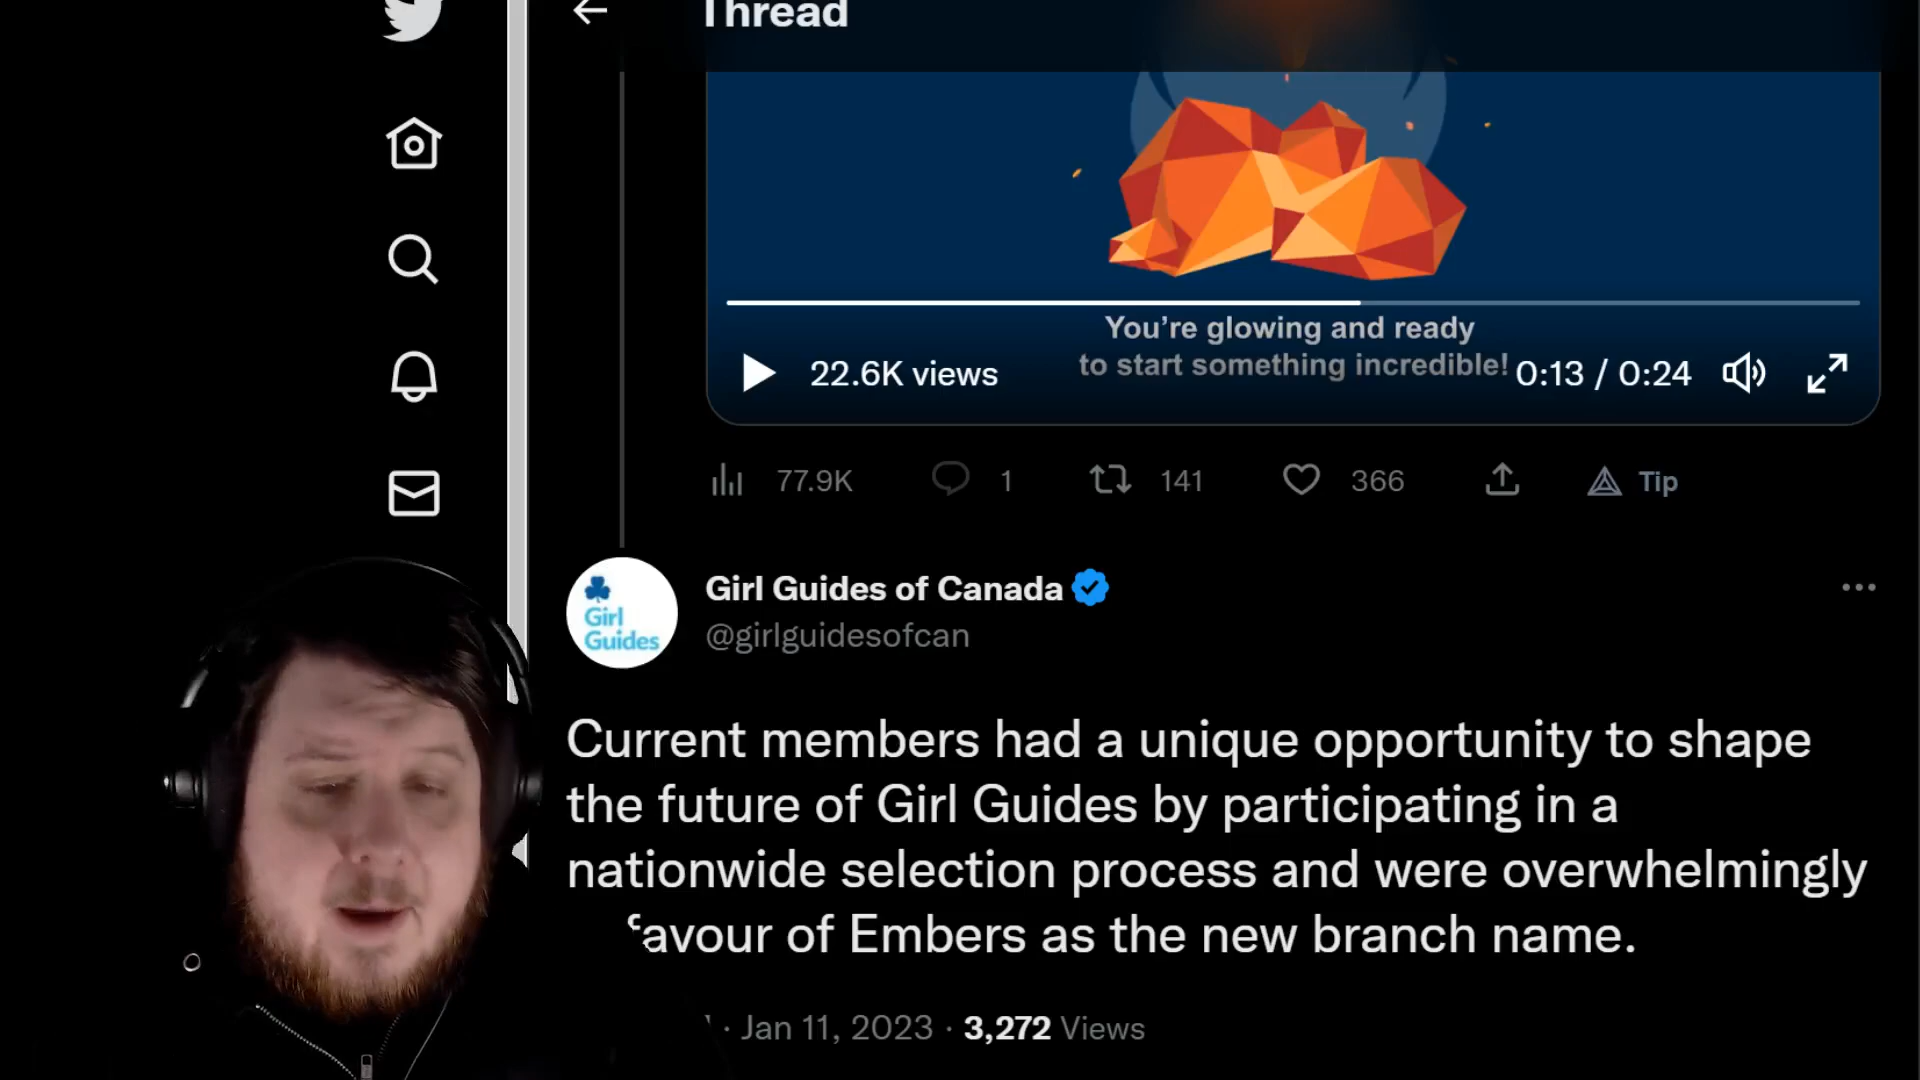 Thread
You're glowing and ready
to start something incredible!
22.6K views
0:13 / 0:24
77.9K
1
141
366
Tip
Girl Guides of Canada
@girlguidesofcan
Girl
Guides
Current members had a unique opportunity to shape
the future of Girl Guides by participating in a
nationwide selection process and were overwhelmingly
favour of Embers as the new branch name.
· Jan 11, 2023 · 3,272 Views